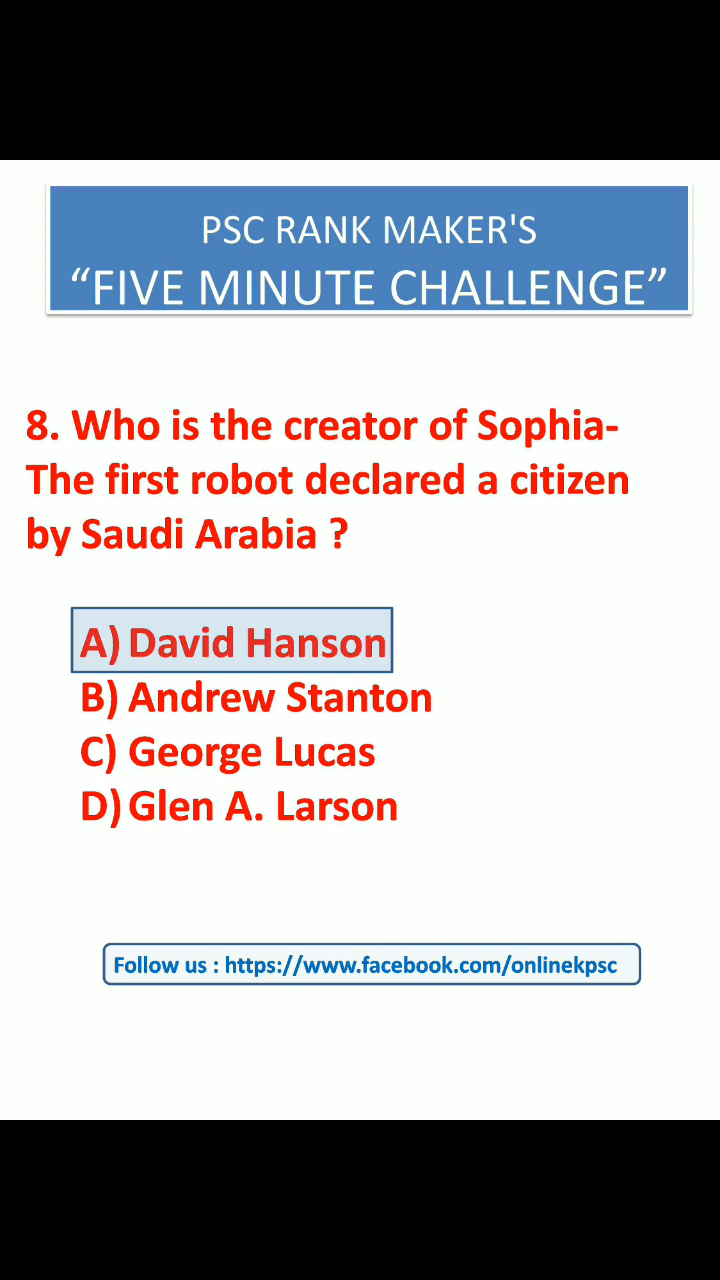 PSC RANK MAKER'S
“FIVE MINUTE CHALLENGE”
8. Who is the creator of Sophia-
The first robot declared a citizen
by Saudi Arabia ?
A) David Hanson
B) Andrew Stanton
C) George Lucas
D) Glen A. Larson
Follow us : https://www.facebook.com/onlinekpsc